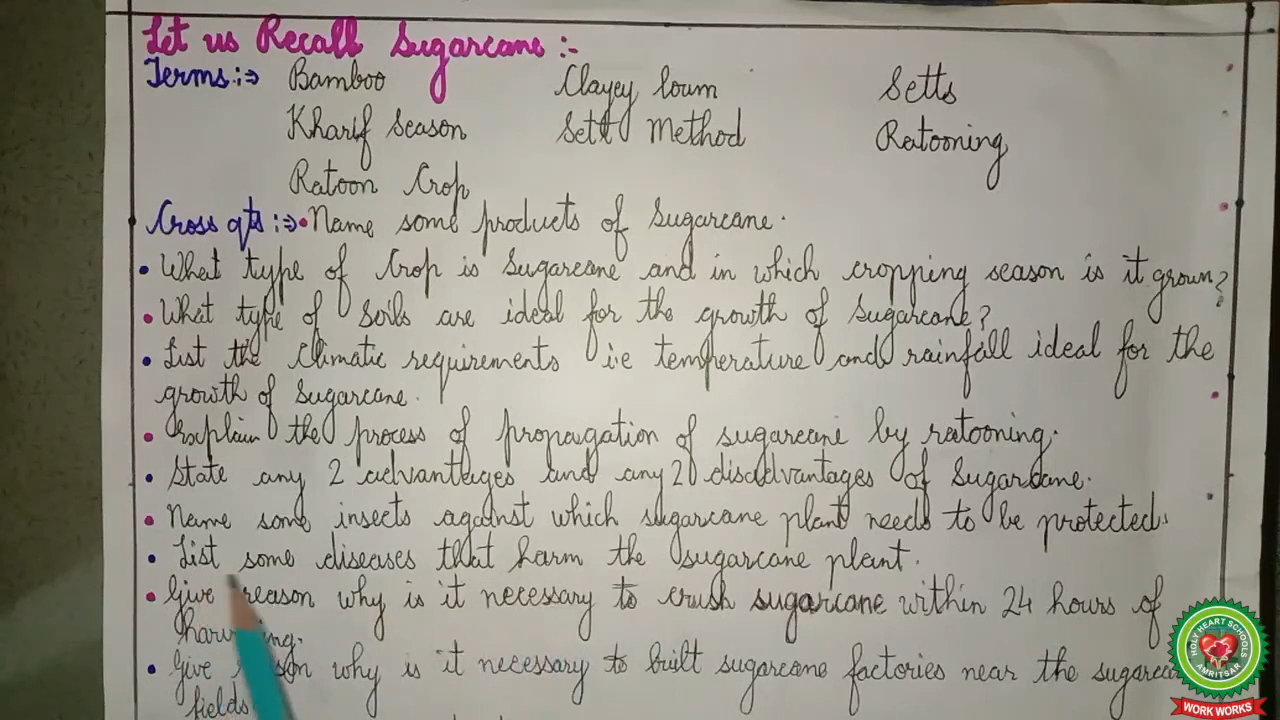 Let us Recall Sugarcane :-
Terms :⇒ Bamboo Clayey loum Setts
Kharif Season Sett Method Ratooning
Ratoon Crop
Cross qts :⇒ • Name some products of Sugarcane.
• What type of Crop is Sugarcane and in which cropping season is it grown?
• What type of Soils are ideal for the growth of Sugarcane?
• List the Climatic requirements i.e temperature and rainfall ideal for the
growth of Sugarcane.
• Explain the process of propagation of sugarcane by ratooning.
• State any 2 advantages and any 2 disadvantages of Sugarcane.
• Name some insects against which sugarcane plant needs to be protected.
• List some diseases that harm the sugarcane plant.
• Give reason why is it necessary to crush sugarcane within 24 hours of
• Give why is it necessary to built sugarcane factories near the
fields
HOLY HEART SCHOOLS
AMRITSAR
WORK WORKS